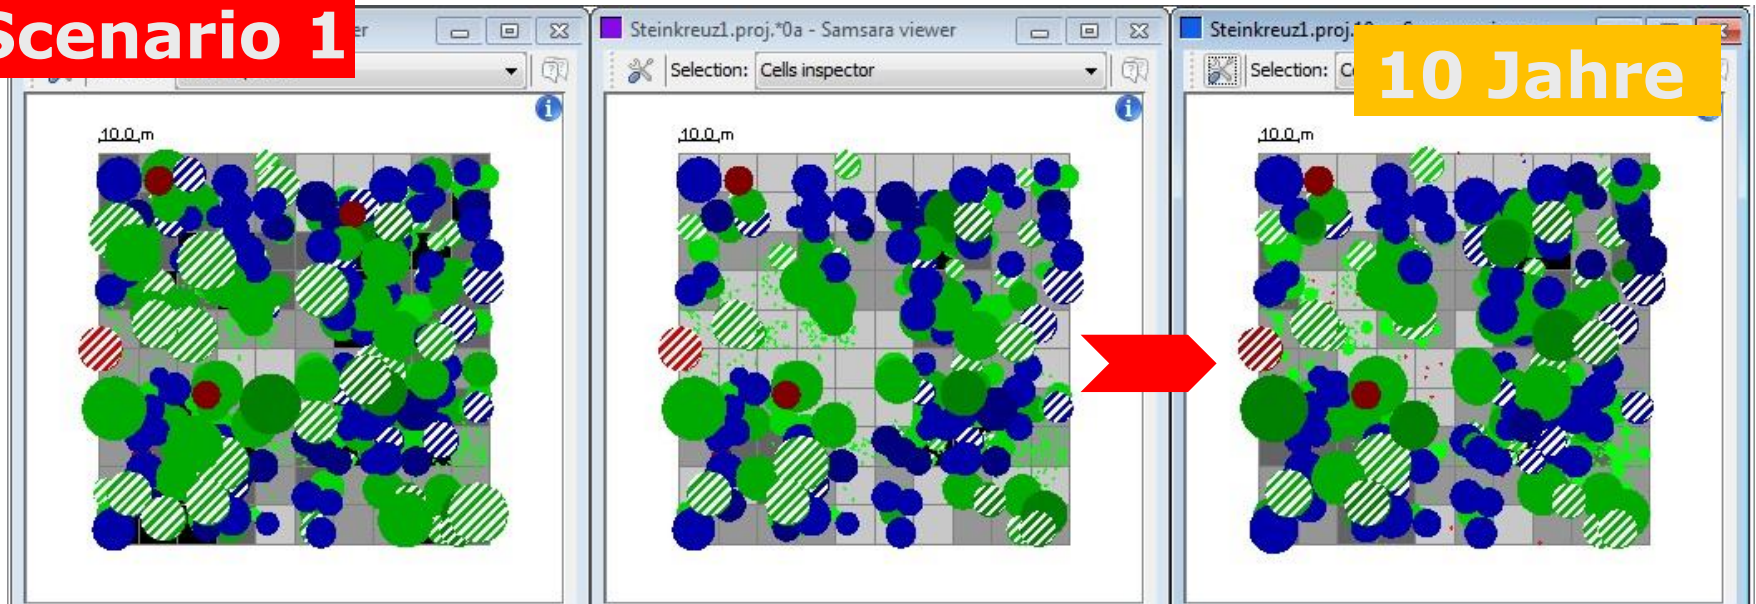 Scenario 1
er
Steinkreuz1.proj.*0a - Samsara viewer
Steinkreuz1.proj.
10 Jahre
Selection: Cells inspector
Selection:
10.0 m
10.0 m
10.0 m